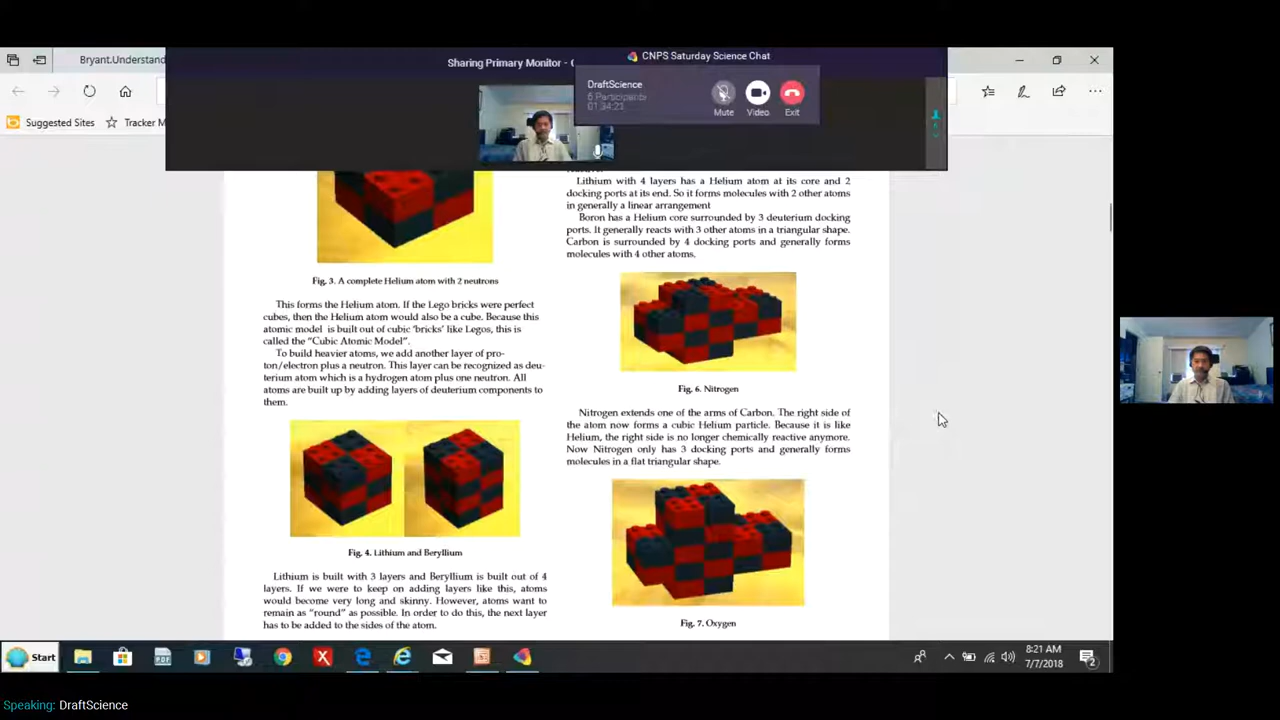 CNPS Saturday Science Chat
Bryant.Understand
Sharing Primary Monitor - C
DraftScience
6 Participants
01:34:21
Mute
Video
Exit
Suggested Sites
Tracker M
Fig. 3. A complete Helium atom with 2 neutrons
This forms the Helium atom. If the Lego bricks were perfect
cubes, then the Helium atom would also be a cube. Because this
atomic model is built out of cubic ‘bricks’ like Legos, this is
called the “Cubic Atomic Model”.
To build heavier atoms, we add another layer of pro-
ton/electron plus a neutron. This layer can be recognized as deu-
terium atom which is a hydrogen atom plus one neutron. All
atoms are built up by adding layers of deuterium components to
them.
Fig. 4. Lithium and Beryllium
Lithium is built with 3 layers and Beryllium is built out of 4
layers. If we were to keep on adding layers like this, atoms
would become very long and skinny. However, atoms want to
remain as “round” as possible. In order to do this, the next layer
has to be added to the sides of the atom.
Lithium with 4 layers has a Helium atom at its core and 2
docking ports at its end. So it forms molecules with 2 other atoms
in generally a linear arrangement
Boron has a Helium core surrounded by 3 deuterium docking
ports. It generally reacts with 3 other atoms in a triangular shape.
Carbon is surrounded by 4 docking ports and generally forms
molecules with 4 other atoms.
Fig. 6. Nitrogen
Nitrogen extends one of the arms of Carbon. The right side of
the atom now forms a cubic Helium particle. Because it is like
Helium, the right side is no longer chemically reactive anymore.
Now Nitrogen only has 3 docking ports and generally forms
molecules in a flat triangular shape.
Fig. 7. Oxygen
Start
8:21 AM
7/7/2018
2
Speaking: DraftScience